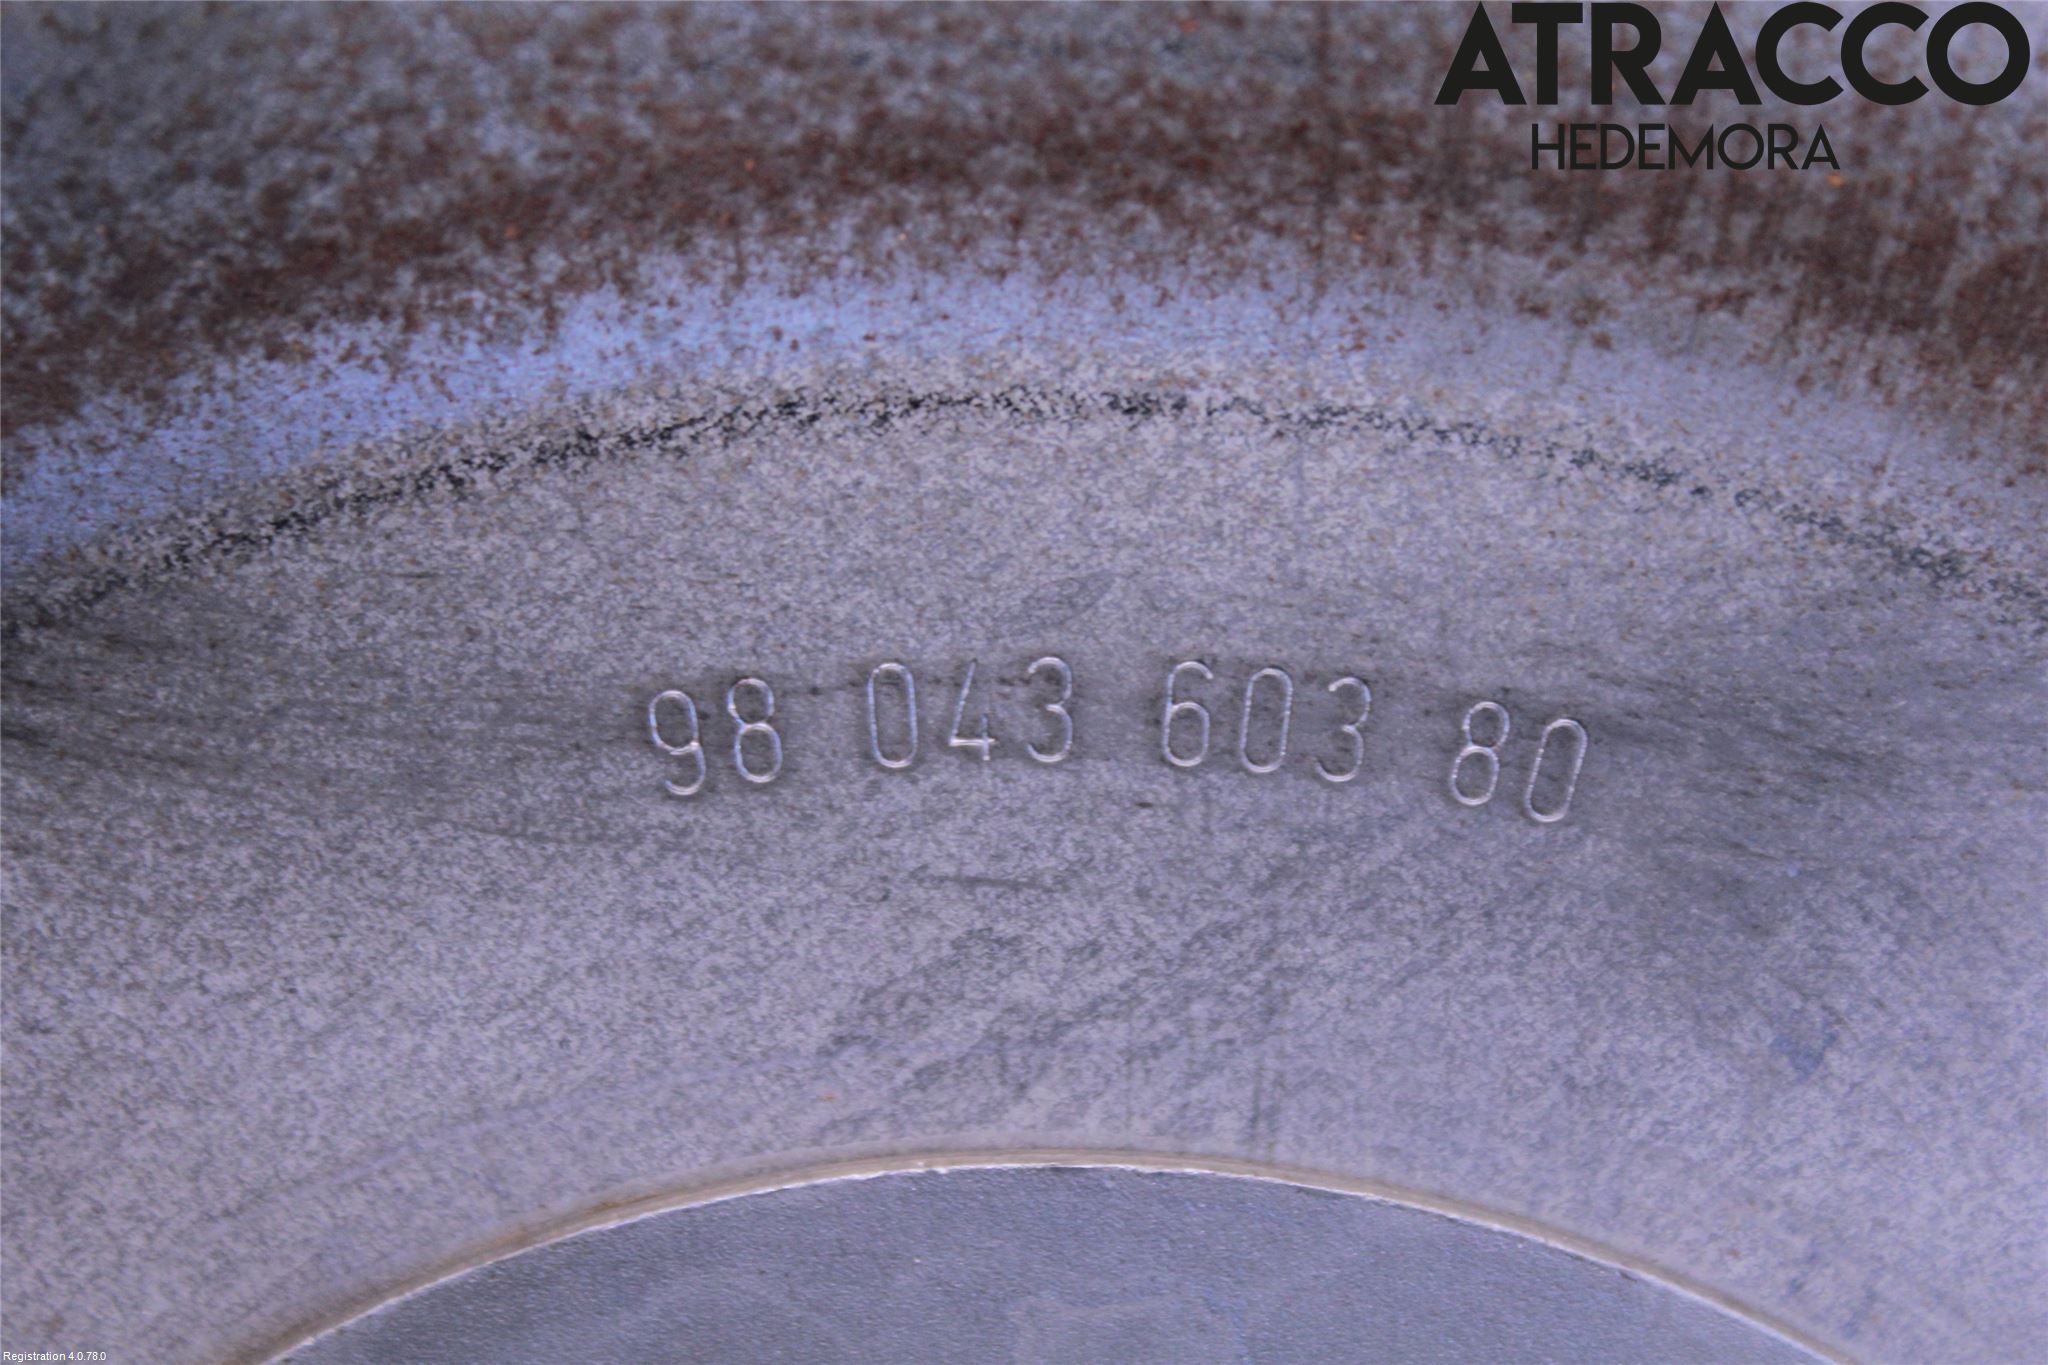 ATRACCO
HEDEMORA
98 043 603 80
Registration 4.0.78.0